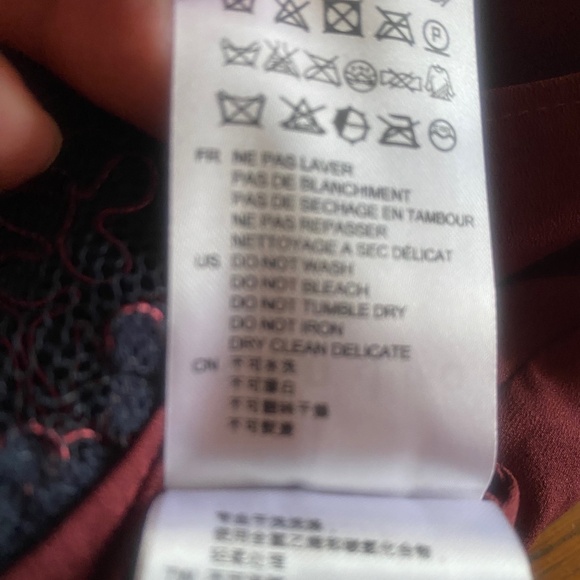 P
FR NE PAS LAVER
PAS DE BLANCHIMENT
PAS DE SECHAGE EN TAMBOUR
NE PAS REPASSER
NETTOYAGE A SEC DÉLICAT
US DO NOT WASH
DO NOT BLEACH
DO NOT TUMBLE DRY
DO NOT IRON
DRY CLEAN DELICATE
CN 不可水洗
不可漂白
不可翻转干燥
不可熨烫